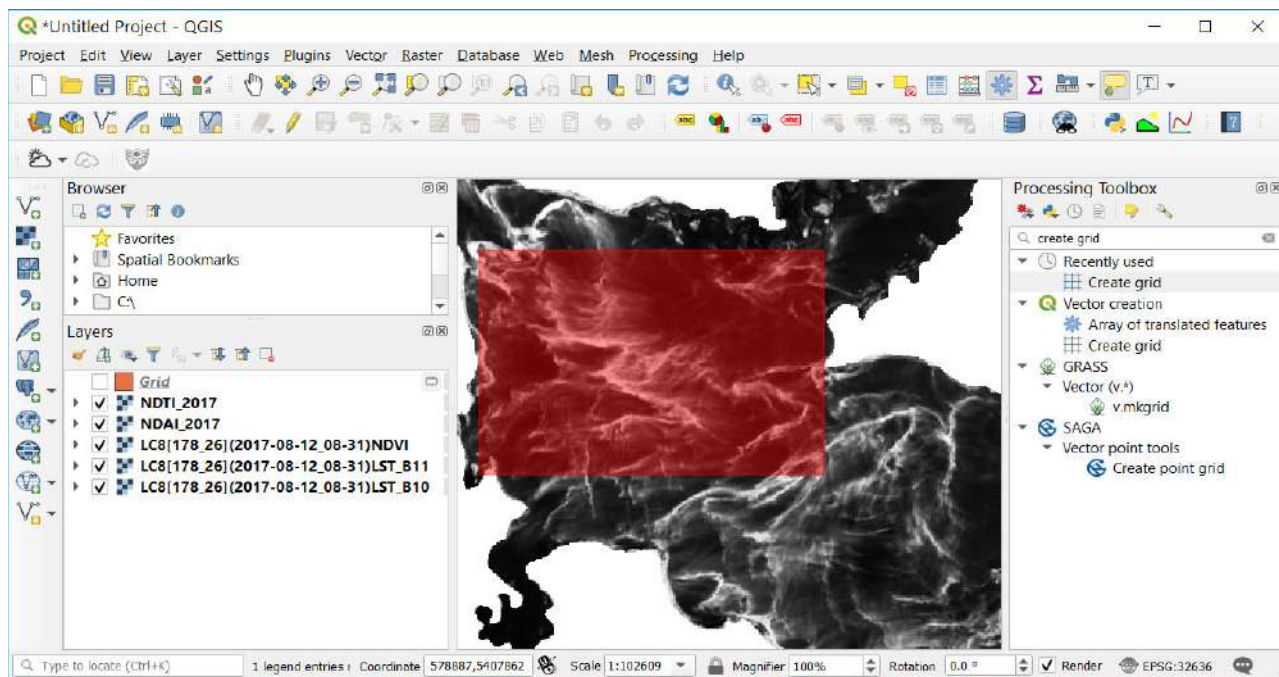 *Untitled Project - QGIS
Project Edit View Layer Settings Plugins Vector Raster Database Web Mesh Processing Help
Browser
Favorites
Spatial Bookmarks
Home
C:\
Layers
Grid
NDTI_2017
NDAI_2017
LC8[178_26](2017-08-12_08-31)NDVI
LC8[178_26](2017-08-12_08-31)LST_B11
LC8[178_26](2017-08-12_08-31)LST_B10
Processing Toolbox
create grid
Recently used
Create grid
Vector creation
Array of translated features
Create grid
GRASS
Vector (v.*)
v.mkgrid
SAGA
Vector point tools
Create point grid
Type to locate (Ctrl+K) 1 legend entries Coordinate 578887,5407862 Scale 1:102609 Magnifier 100% Rotation 0.0 ° Render EPSG:32636